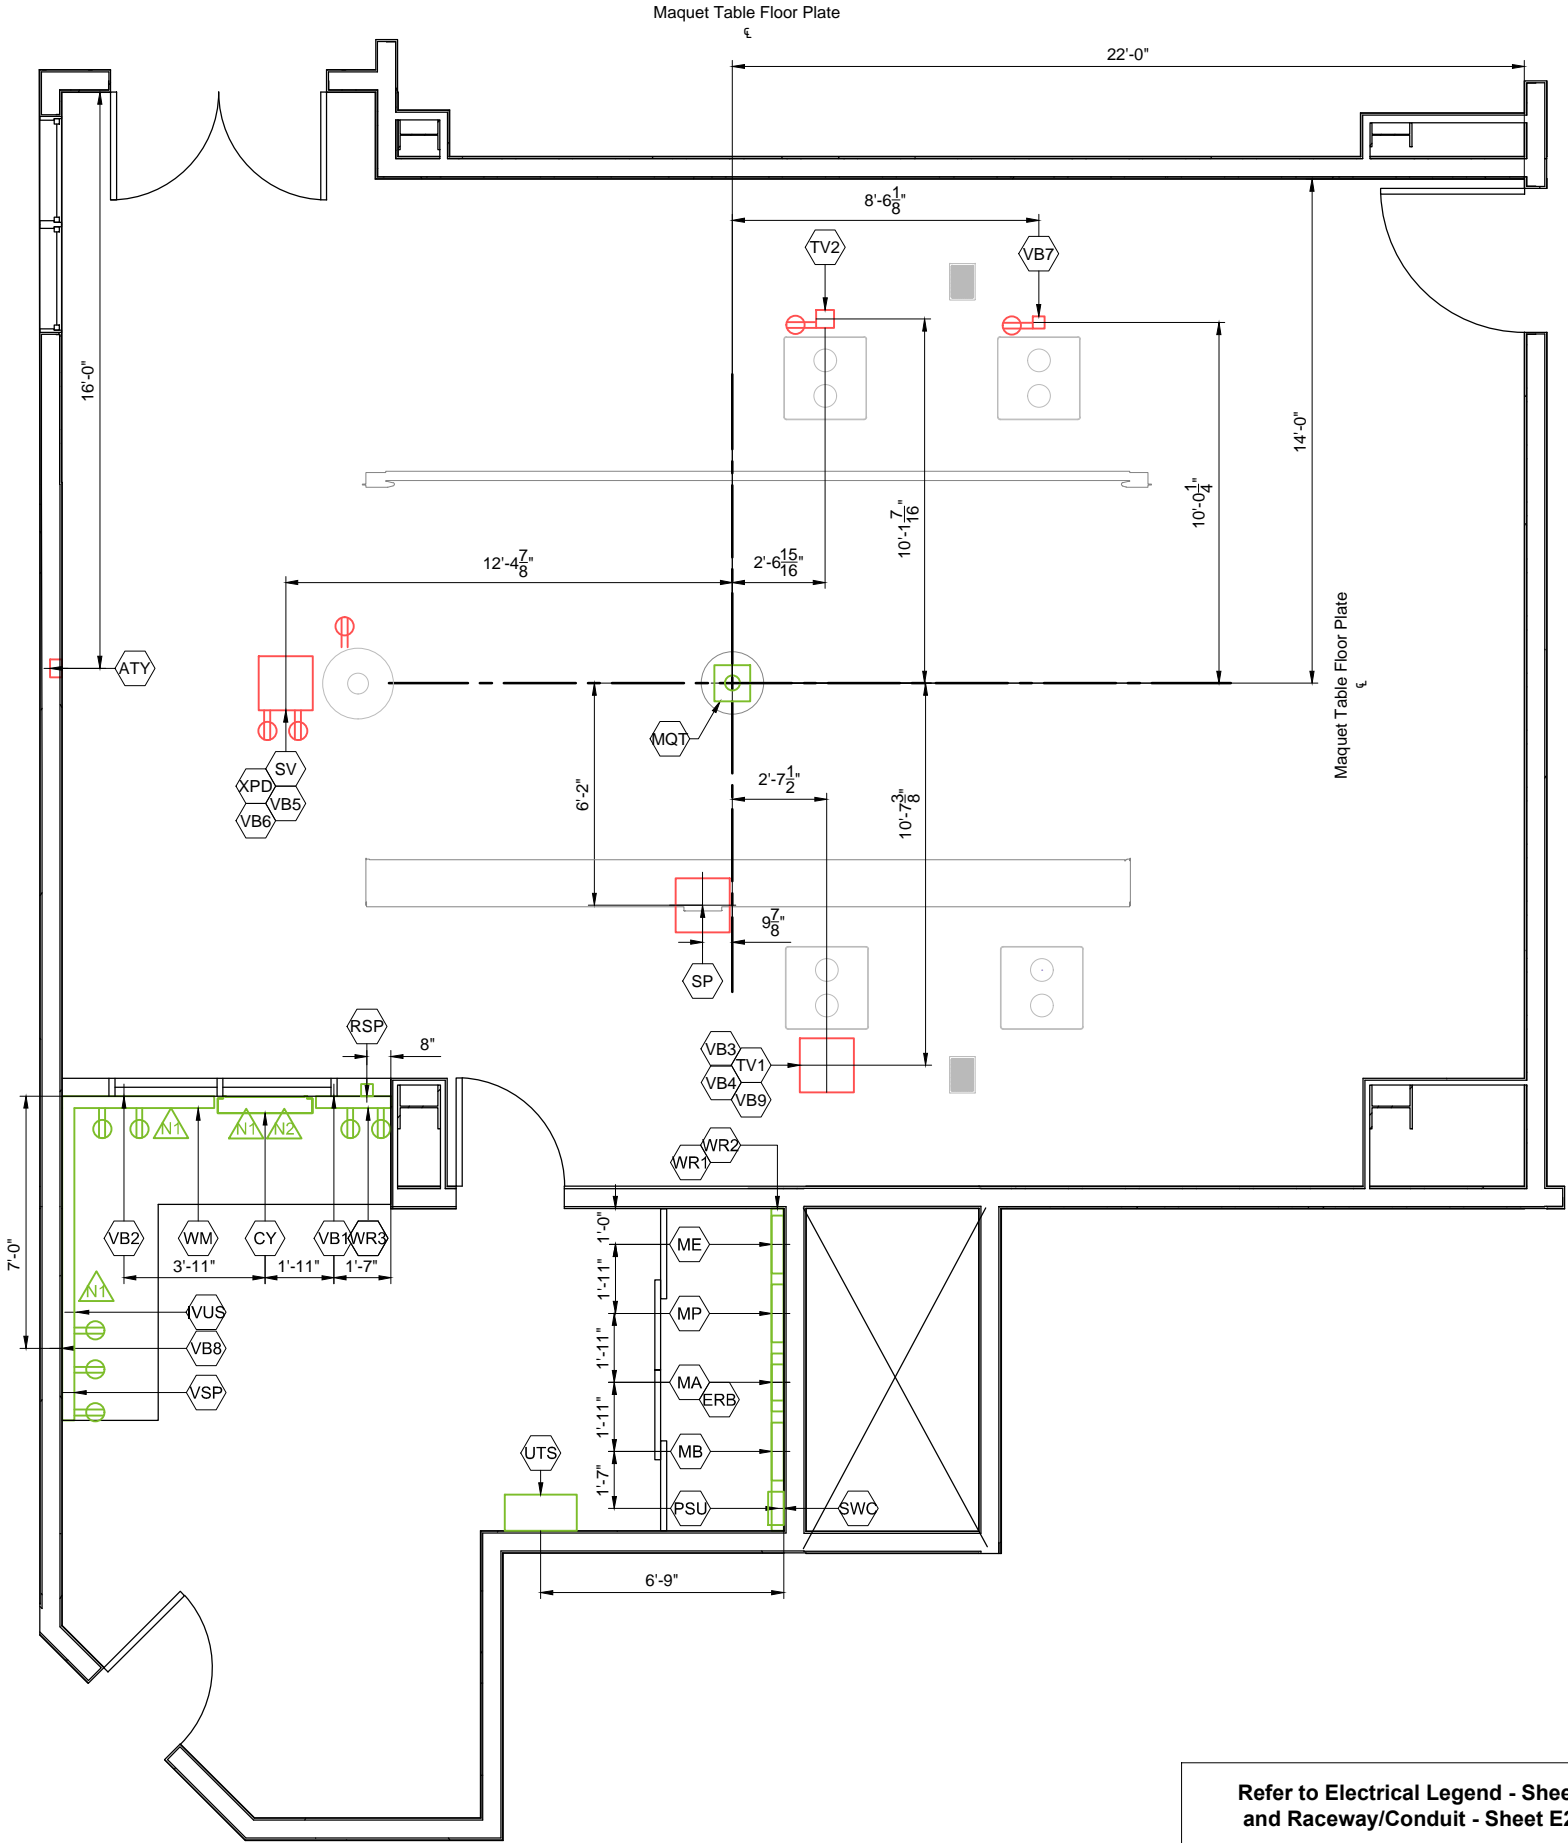 Maquet Table Floor Plate
℄
22'-0"
8'-6 1/8"
TV2
VB7
16'-0"
14'-0"
10'-1 7/16"
10'-0 1/4"
12'-4 7/8"
2'-6 15/16"
Maquet Table Floor Plate
℄
ATY
MQT
SV
XPD
VB5
VB6
6'-2"
2'-7 1/2"
10'-7 3/8"
9 7/8"
SP
RSP
8"
VB3
TV1
VB4
VB9
N1
N1
N2
WR2
WR1
7'-0"
VB2
WM
CY
VB1
WR3
3'-11"
1'-11"
1'-7"
1'-0"
ME
1'-11"
N1
IVUS
MP
VB8
1'-11"
VSP
MA
ERB
1'-11"
UTS
MB
1'-7"
PSU
SWC
6'-9"
Refer to Electrical Legend - Shee
and Raceway/Conduit - Sheet E2